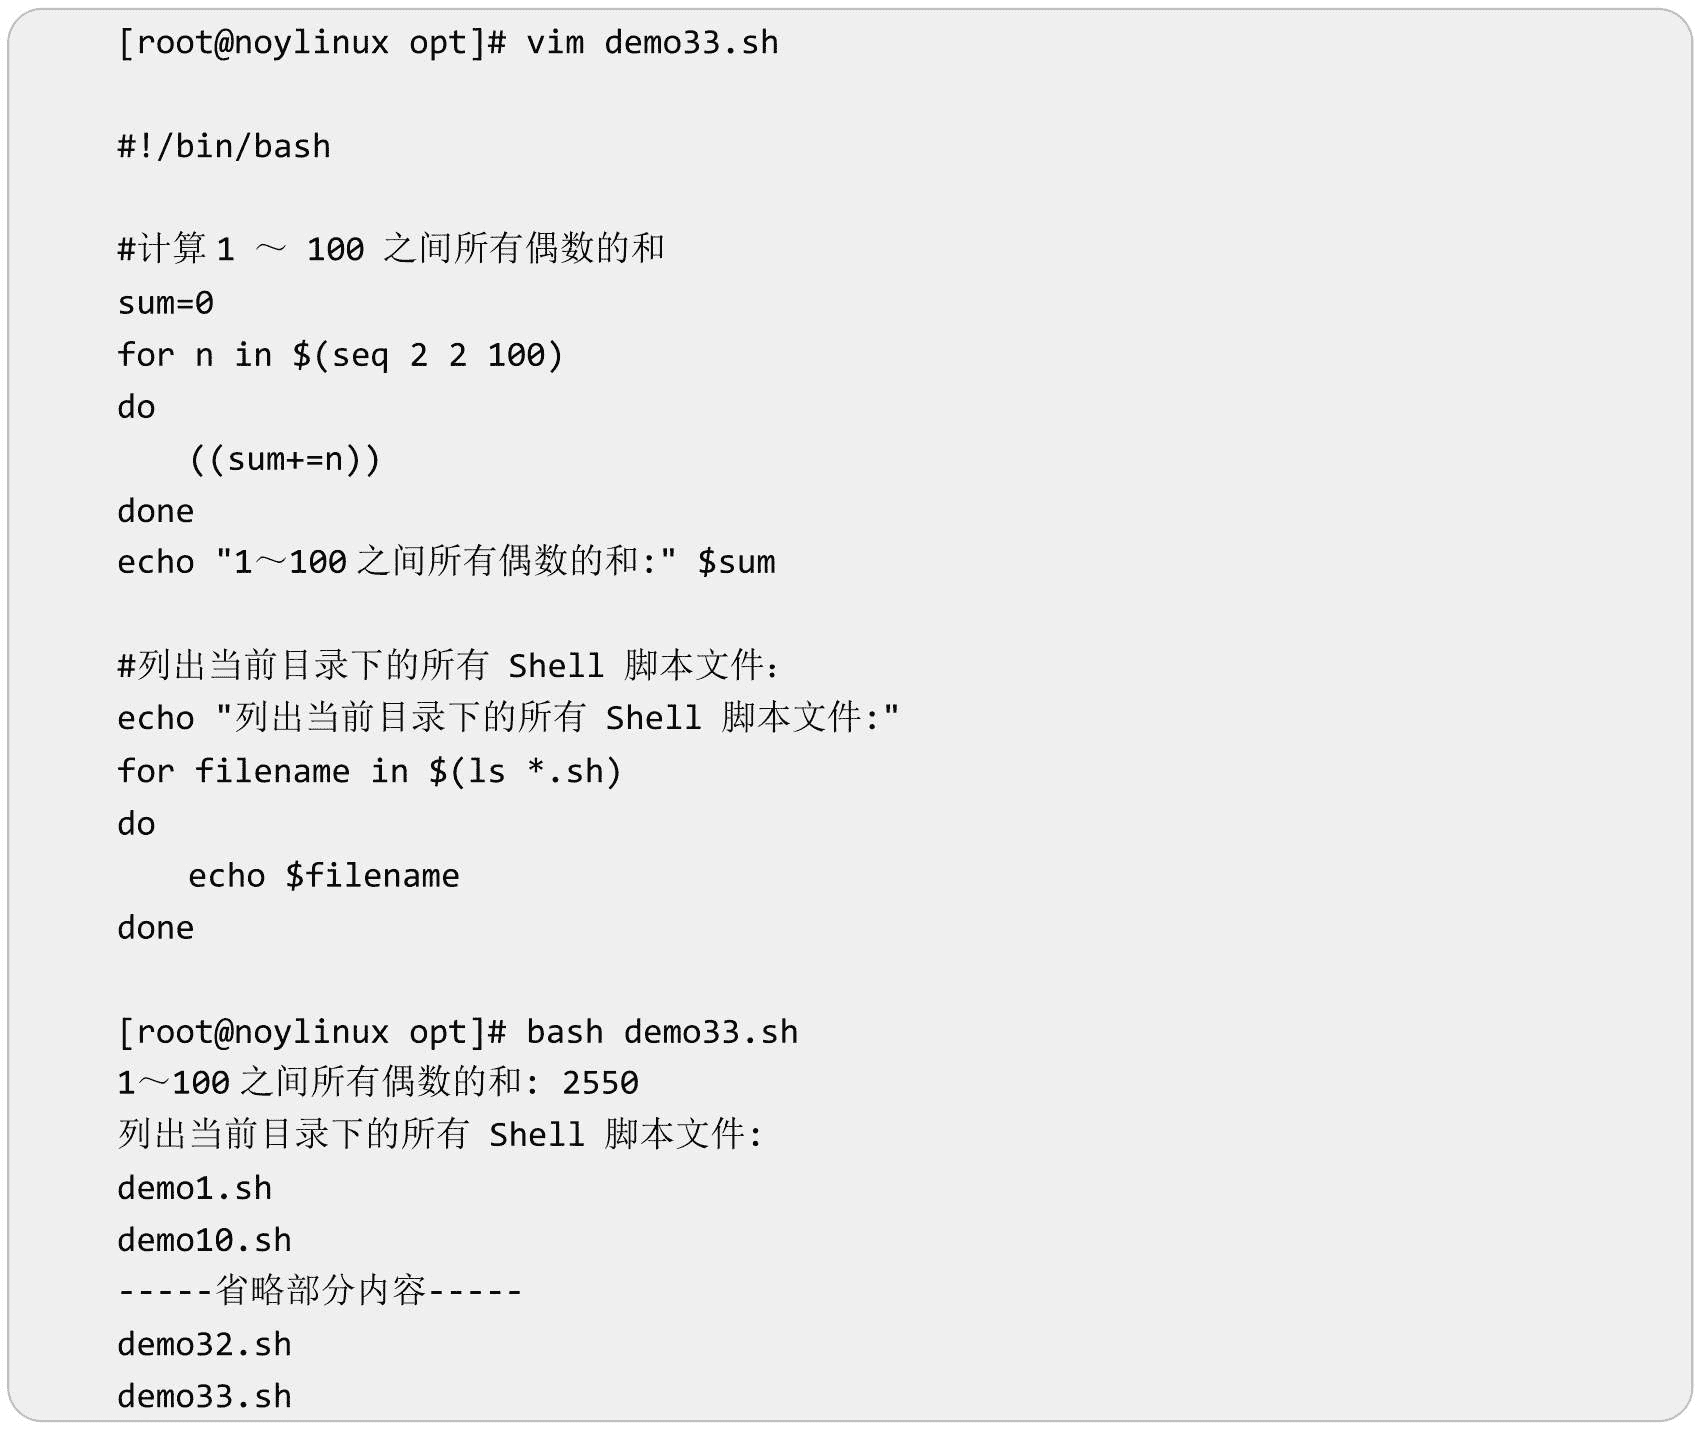 [root@noylinux opt]# vim demo33.sh
#!/bin/bash
#计算1 ～ 100 之间所有偶数的和
sum=0
for n in $(seq 2 2 100)
do
    ((sum+=n))
done
echo "1～100之间所有偶数的和:" $sum
#列出当前目录下的所有 Shell 脚本文件：
echo "列出当前目录下的所有 Shell 脚本文件:"
for filename in $(ls *.sh)
do
    echo $filename
done
[root@noylinux opt]# bash demo33.sh
1～100之间所有偶数的和: 2550
列出当前目录下的所有 Shell 脚本文件:
demo1.sh
demo10.sh
-----省略部分内容-----
demo32.sh
demo33.sh